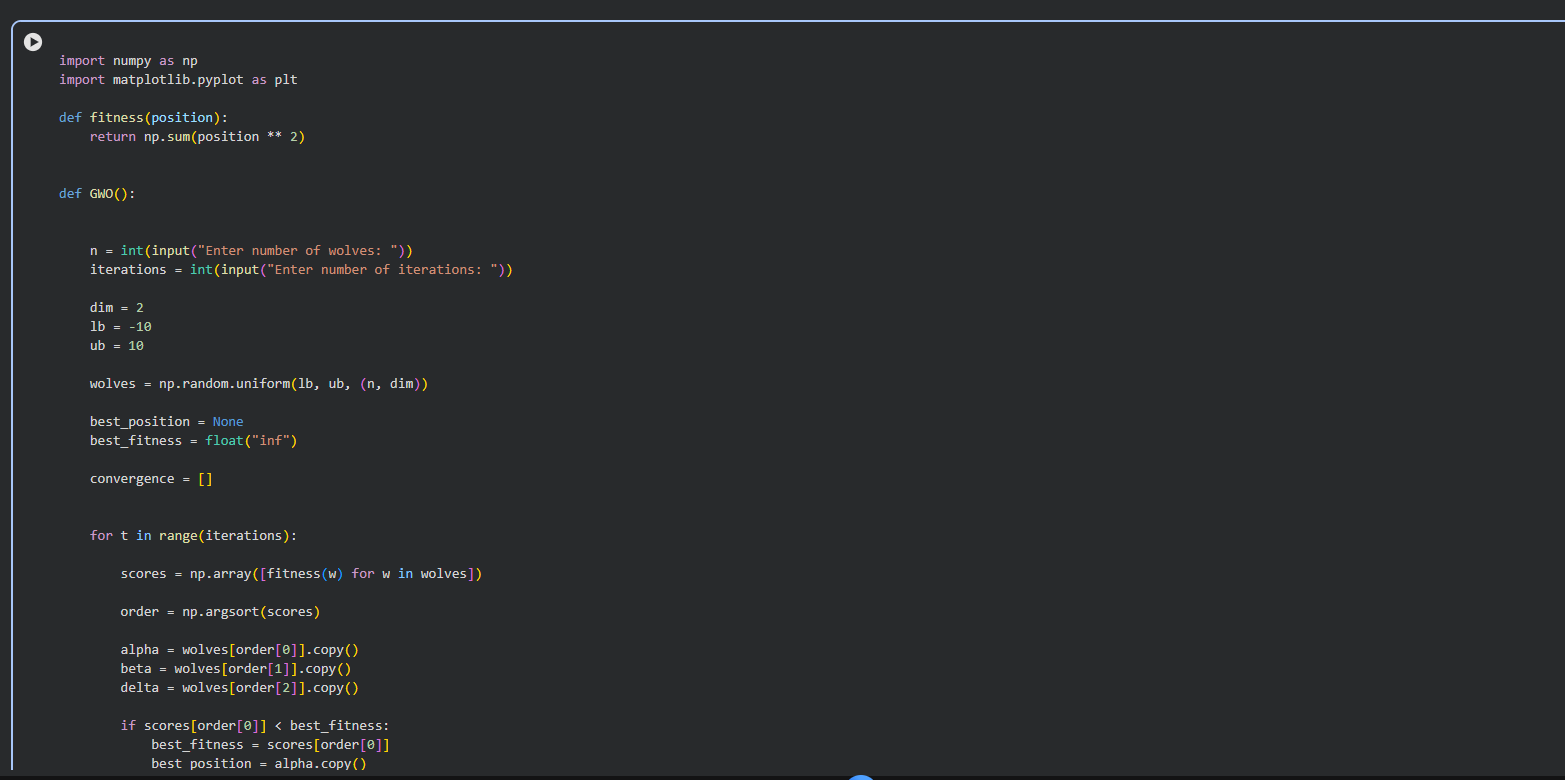 import numpy as np
import matplotlib.pyplot as plt
def fitness(position):
    return np.sum(position ** 2)
def GWO():
    n = int(input("Enter number of wolves: "))
    iterations = int(input("Enter number of iterations: "))
    dim = 2
    lb = -10
    ub = 10
    wolves = np.random.uniform(lb, ub, (n, dim))
    best_position = None
    best_fitness = float("inf")
    convergence = []
    for t in range(iterations):
        scores = np.array([fitness(w) for w in wolves])
        order = np.argsort(scores)
        alpha = wolves[order[0]].copy()
        beta = wolves[order[1]].copy()
        delta = wolves[order[2]].copy()
        if scores[order[0]] < best_fitness:
            best_fitness = scores[order[0]]
            best_position = alpha.copy()